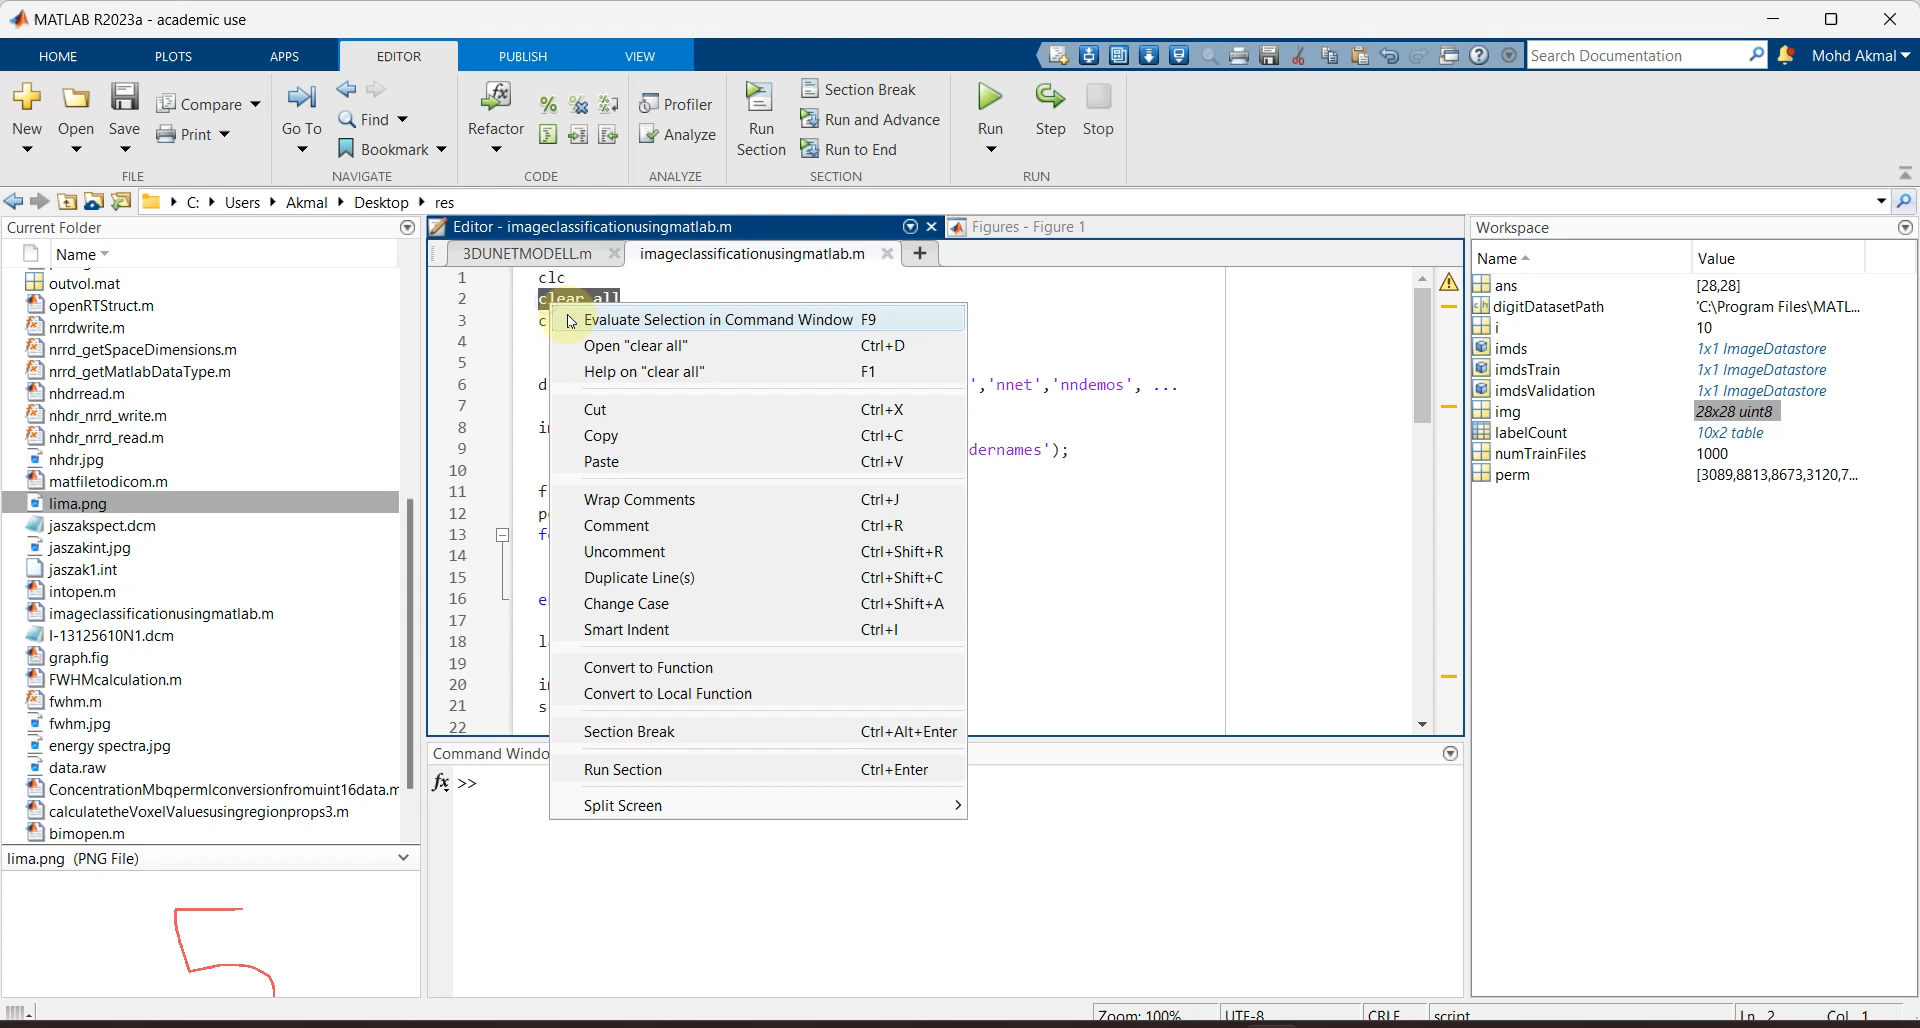 MATLAB R2023a - academic use
HOME PLOTS APPS EDITOR PUBLISH VIEW
Search Documentation
Mohd Akmal
New
Open
Save
Compare
Print
FILE
Go To
Find
Bookmark
NAVIGATE
Refactor
CODE
Profiler
Analyze
ANALYZE
Run Section
Section Break
Run and Advance
Run to End
SECTION
Run
Step
Stop
RUN
C: Users Akmal Desktop res
Current Folder
Name
outvol.mat
openRTStruct.m
nrrdwrite.m
nrrd_getSpaceDimensions.m
nrrd_getMatlabDataType.m
nhdrread.m
nhdr_nrrd_write.m
nhdr_nrrd_read.m
nhdr.jpg
matfiletodicom.m
lima.png
jaszakspect.dcm
jaszakint.jpg
jaszak1.int
intopen.m
imageclassificationusingmatlab.m
I-13125610N1.dcm
graph.fig
FWHMcalculation.m
fwhm.m
fwhm.jpg
energy spectra.jpg
data.raw
ConcentrationMbqpermlconversionfromuint16data.m
calculatetheVoxelValuesusingregionprops3.m
bimopen.m
lima.png (PNG File)
5
Editor - imageclassificationusingmatlab.m
Figures - Figure 1
3DUNETMODELL.m
imageclassificationusingmatlab.m
1 clc
2 clear all
3 c
4
5
6 d ','nnet','nndemos', ...
7
8 i
9 dernames');
10
11 f
12 p
13 f
14
15
16 e
17
18 l
19
20 i
21 s
22
Evaluate Selection in Command Window F9
Open "clear all" Ctrl+D
Help on "clear all" F1
Cut Ctrl+X
Copy Ctrl+C
Paste Ctrl+V
Wrap Comments Ctrl+J
Comment Ctrl+R
Uncomment Ctrl+Shift+R
Duplicate Line(s) Ctrl+Shift+C
Change Case Ctrl+Shift+A
Smart Indent Ctrl+I
Convert to Function
Convert to Local Function
Section Break Ctrl+Alt+Enter
Run Section Ctrl+Enter
Split Screen
Command Windo
fx >>
Workspace
Name Value
ans [28,28]
digitDatasetPath 'C:\Program Files\MATL...
i 10
imds 1x1 ImageDatastore
imdsTrain 1x1 ImageDatastore
imdsValidation 1x1 ImageDatastore
img 28x28 uint8
labelCount 10x2 table
numTrainFiles 1000
perm [3089,8813,8673,3120,7...
Zoom: 100% UTF-8 CRLF script Ln 2 Col 1